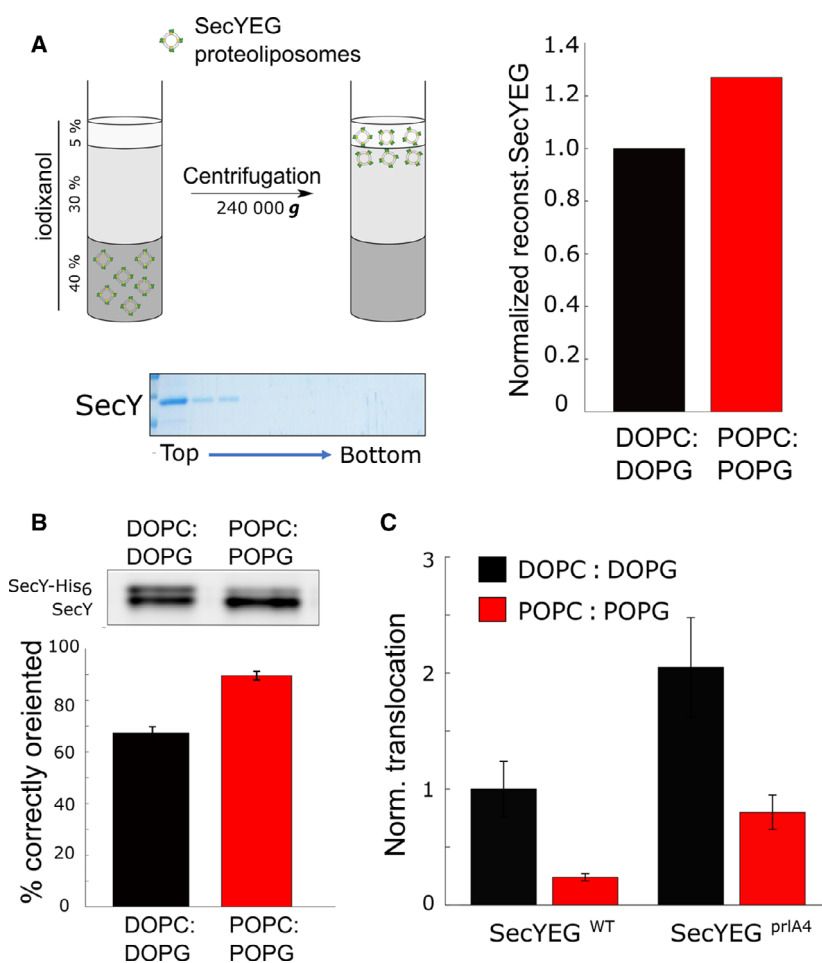 A
SecYEG
proteoliposomes
iodixanol
5 %
30 %
40 %
Centrifugation
240 000 g
SecY
Top
Bottom
Normalized reconst.SecYEG
1.4
1.2
1.0
0.8
0.6
0.4
0.2
0
DOPC: POPC:
DOPG POPG
B
DOPC: POPC:
DOPG POPG
SecY-His6
SecY
% correctly oreiented
100
80
60
40
20
0
DOPC: POPC:
DOPG POPG
C
DOPC : DOPG
POPC : POPG
Norm. translocation
3
2
1
0
SecYEG WT SecYEG prlA4